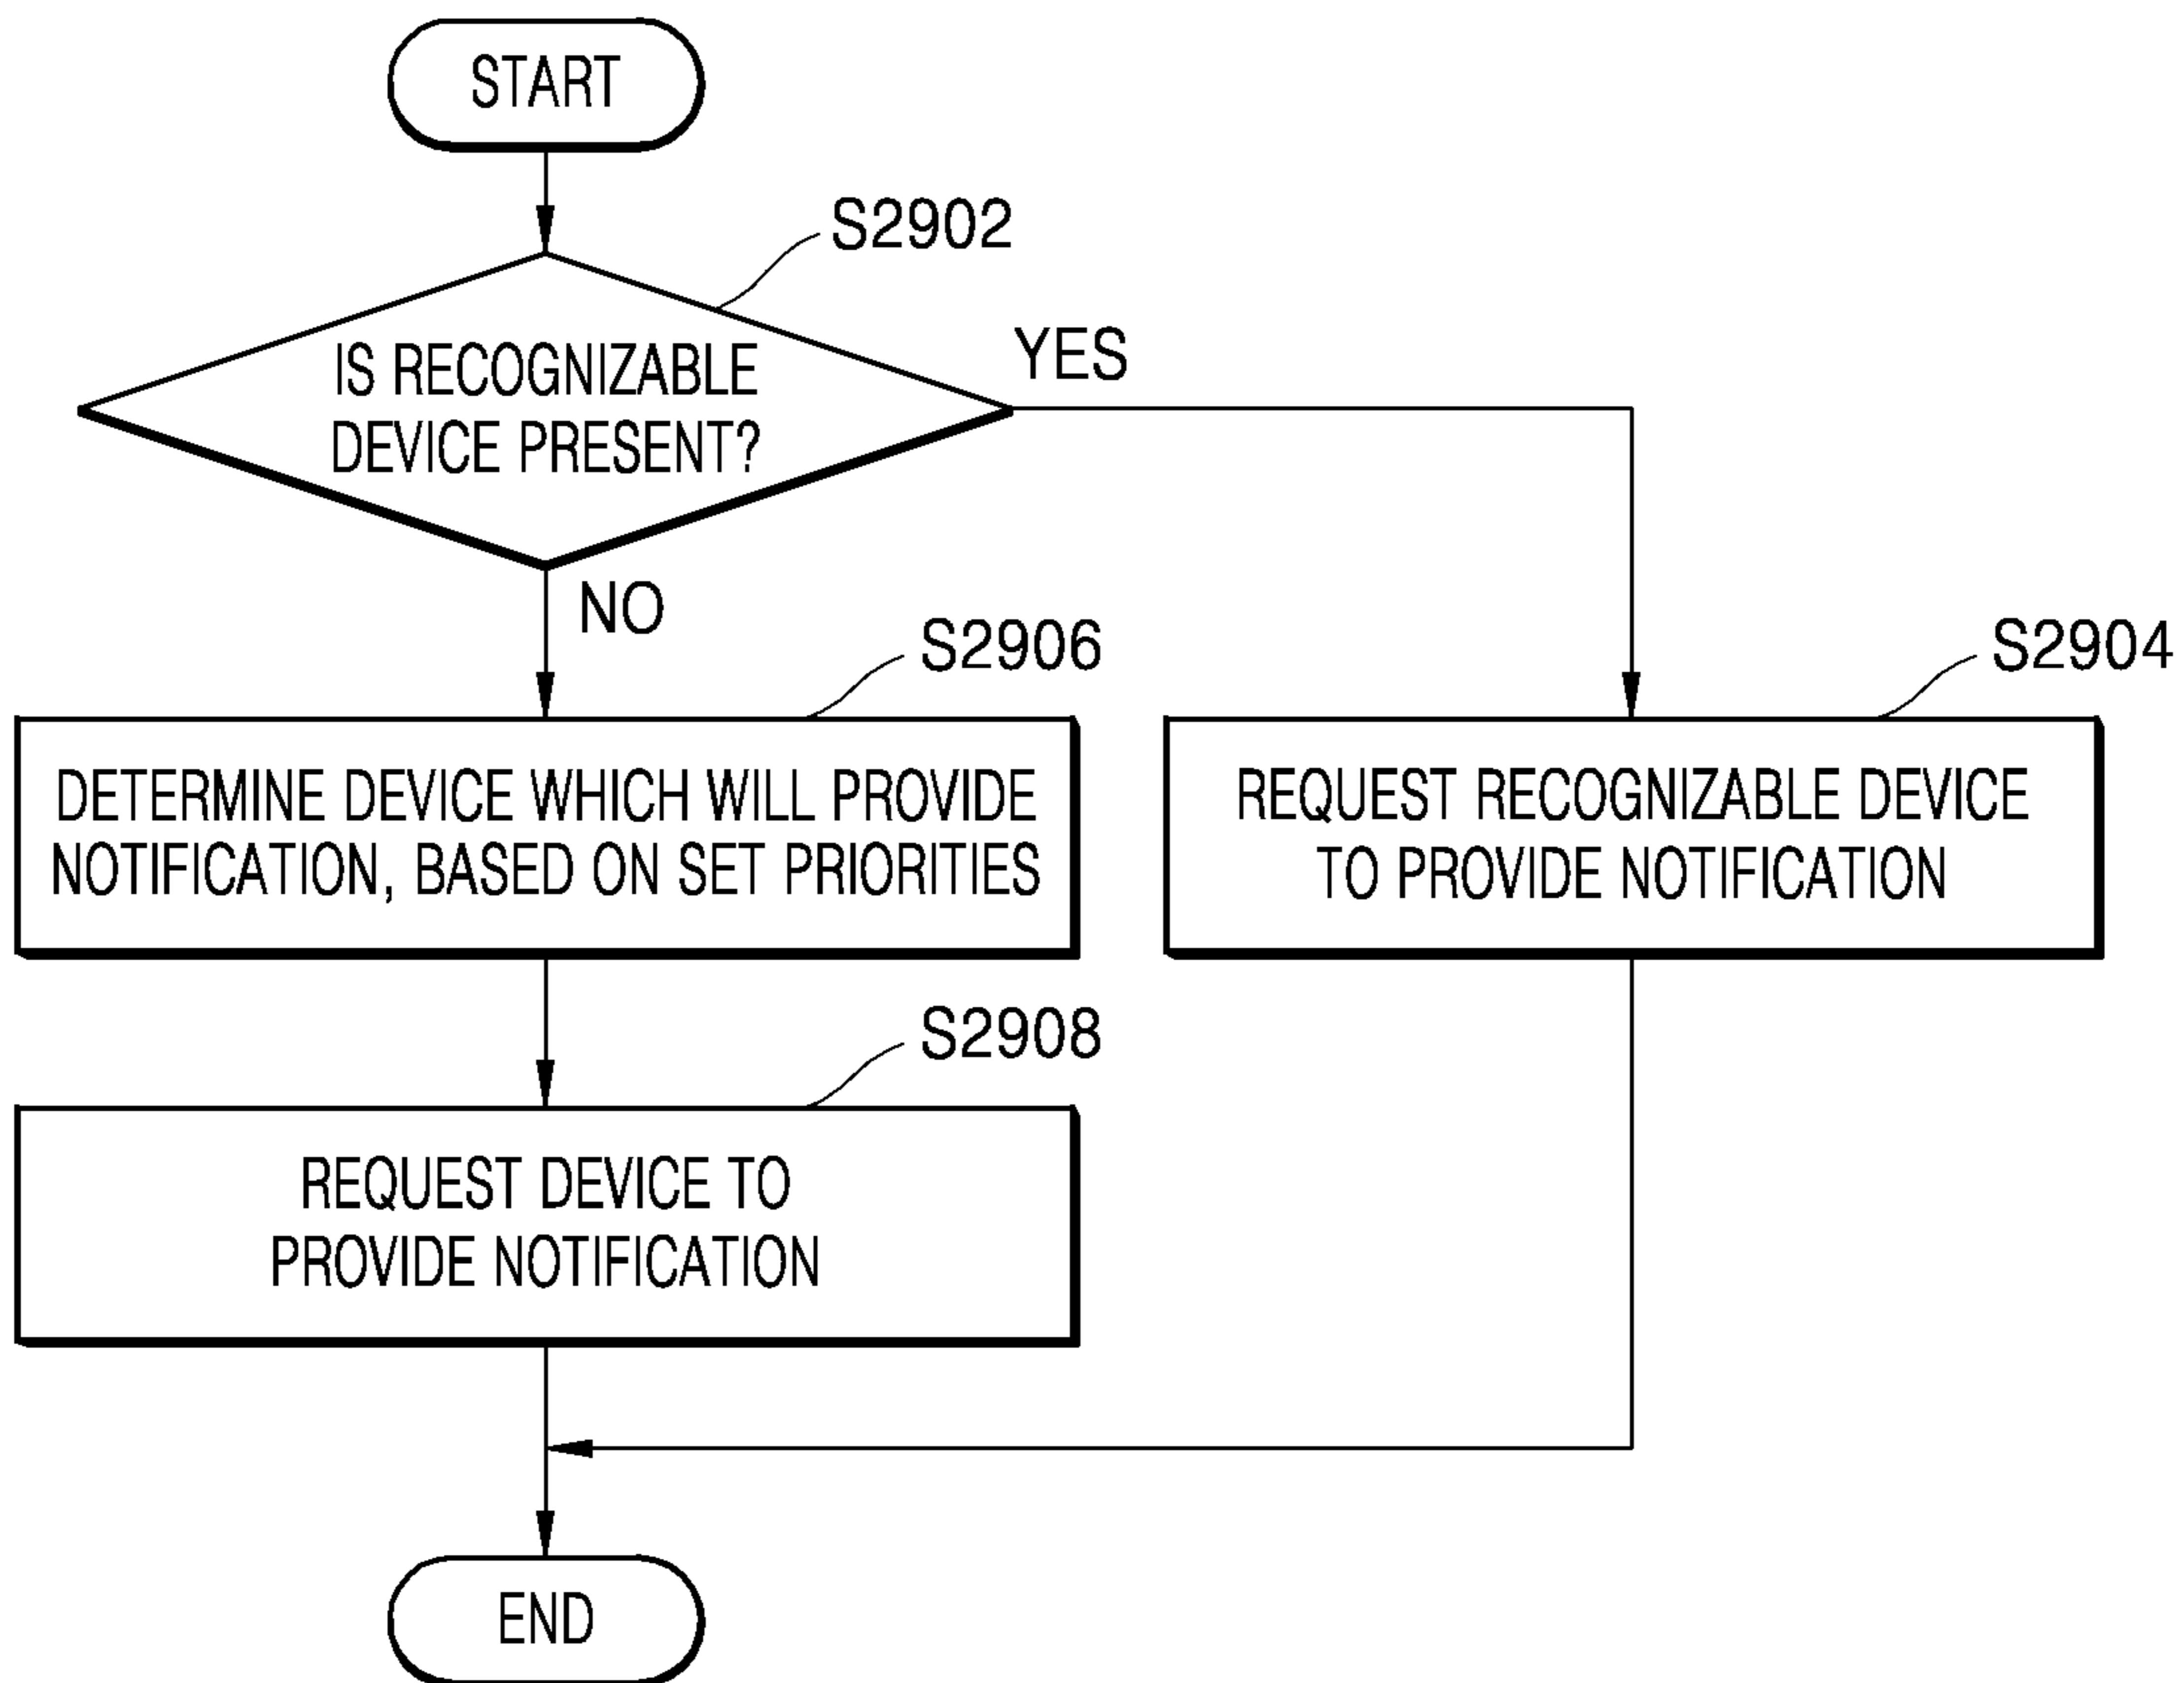 START
S2902
IS RECOGNIZABLE
DEVICE PRESENT?
YES
NO
S2906
S2904
DETERMINE DEVICE WHICH WILL PROVIDE
NOTIFICATION, BASED ON SET PRIORITIES
REQUEST RECOGNIZABLE DEVICE
TO PROVIDE NOTIFICATION
S2908
REQUEST DEVICE TO
PROVIDE NOTIFICATION
END